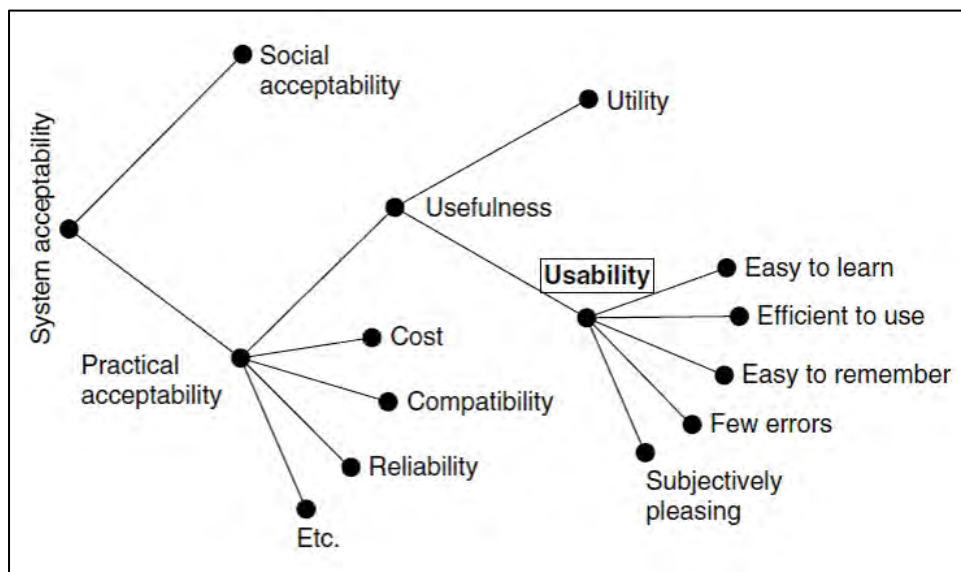 System acceptability
Social
acceptability
Utility
Usefulness
Usability
Easy to learn
Efficient to use
Easy to remember
Few errors
Subjectively
pleasing
Practical
acceptability
Cost
Compatibility
Reliability
Etc.